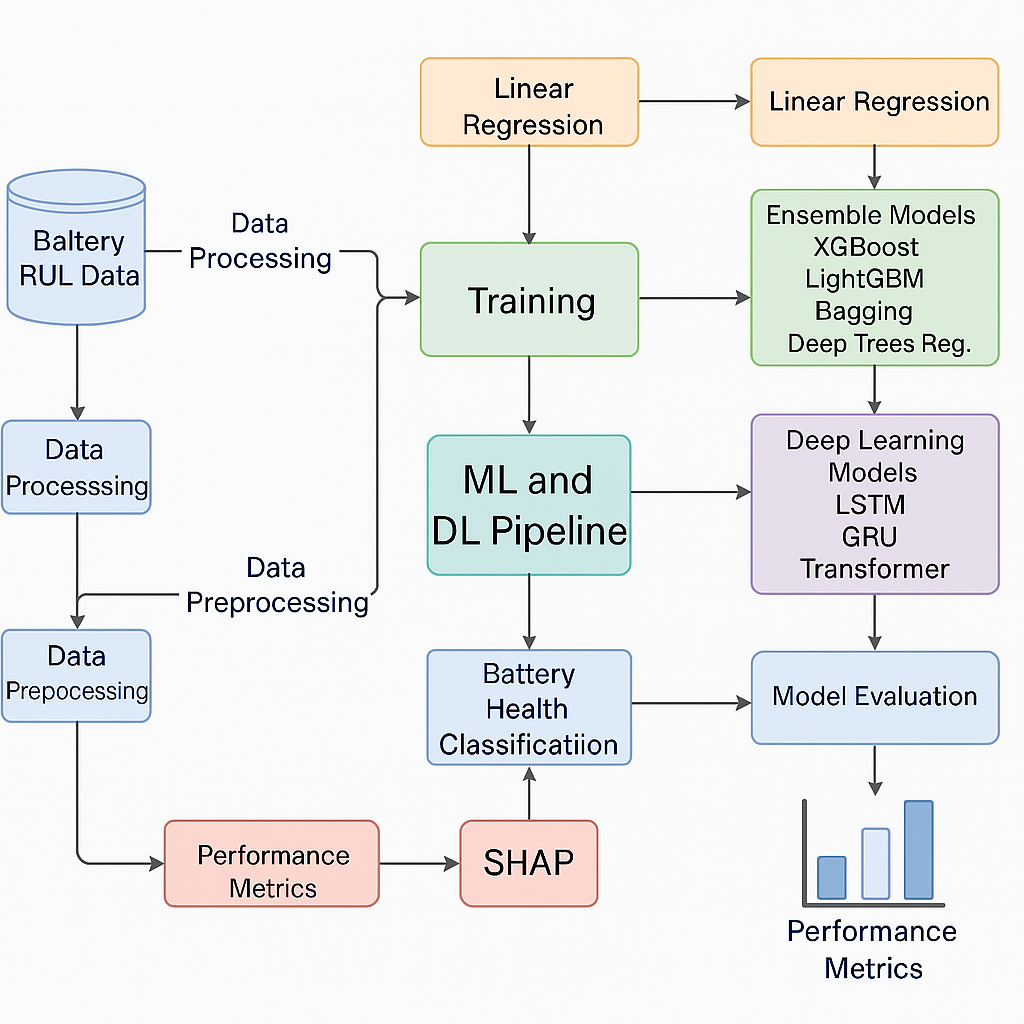 Linear
Regression
Linear Regression
Baltery
RUL Data
Data
Processing
Training
Ensemble Models
XGBoost
LightGBM
Bagging
Deep Trees Reg.
Data
Processsing
ML and
DL Pipeline
Deep Learning
Models
LSTM
GRU
Transformer
Data
Preprocessing
Data
Prepocessing
Battery
Health
Classificatiion
Model Evaluation
Performance
Metrics
SHAP
Performance
Metrics